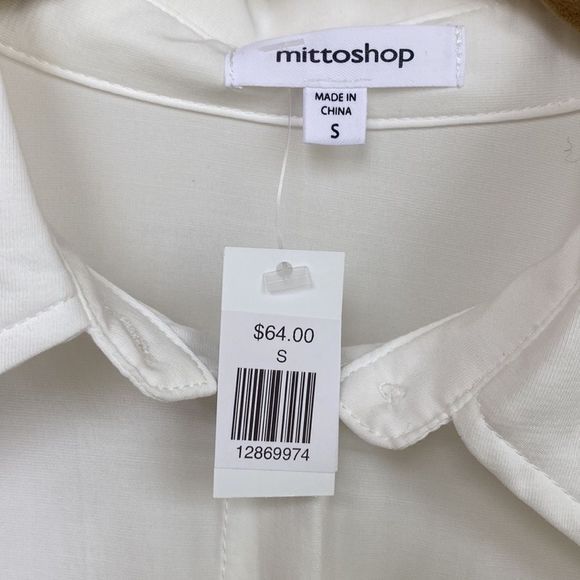 mittoshop
MADE IN
CHINA
S
$64.00
S
12869974